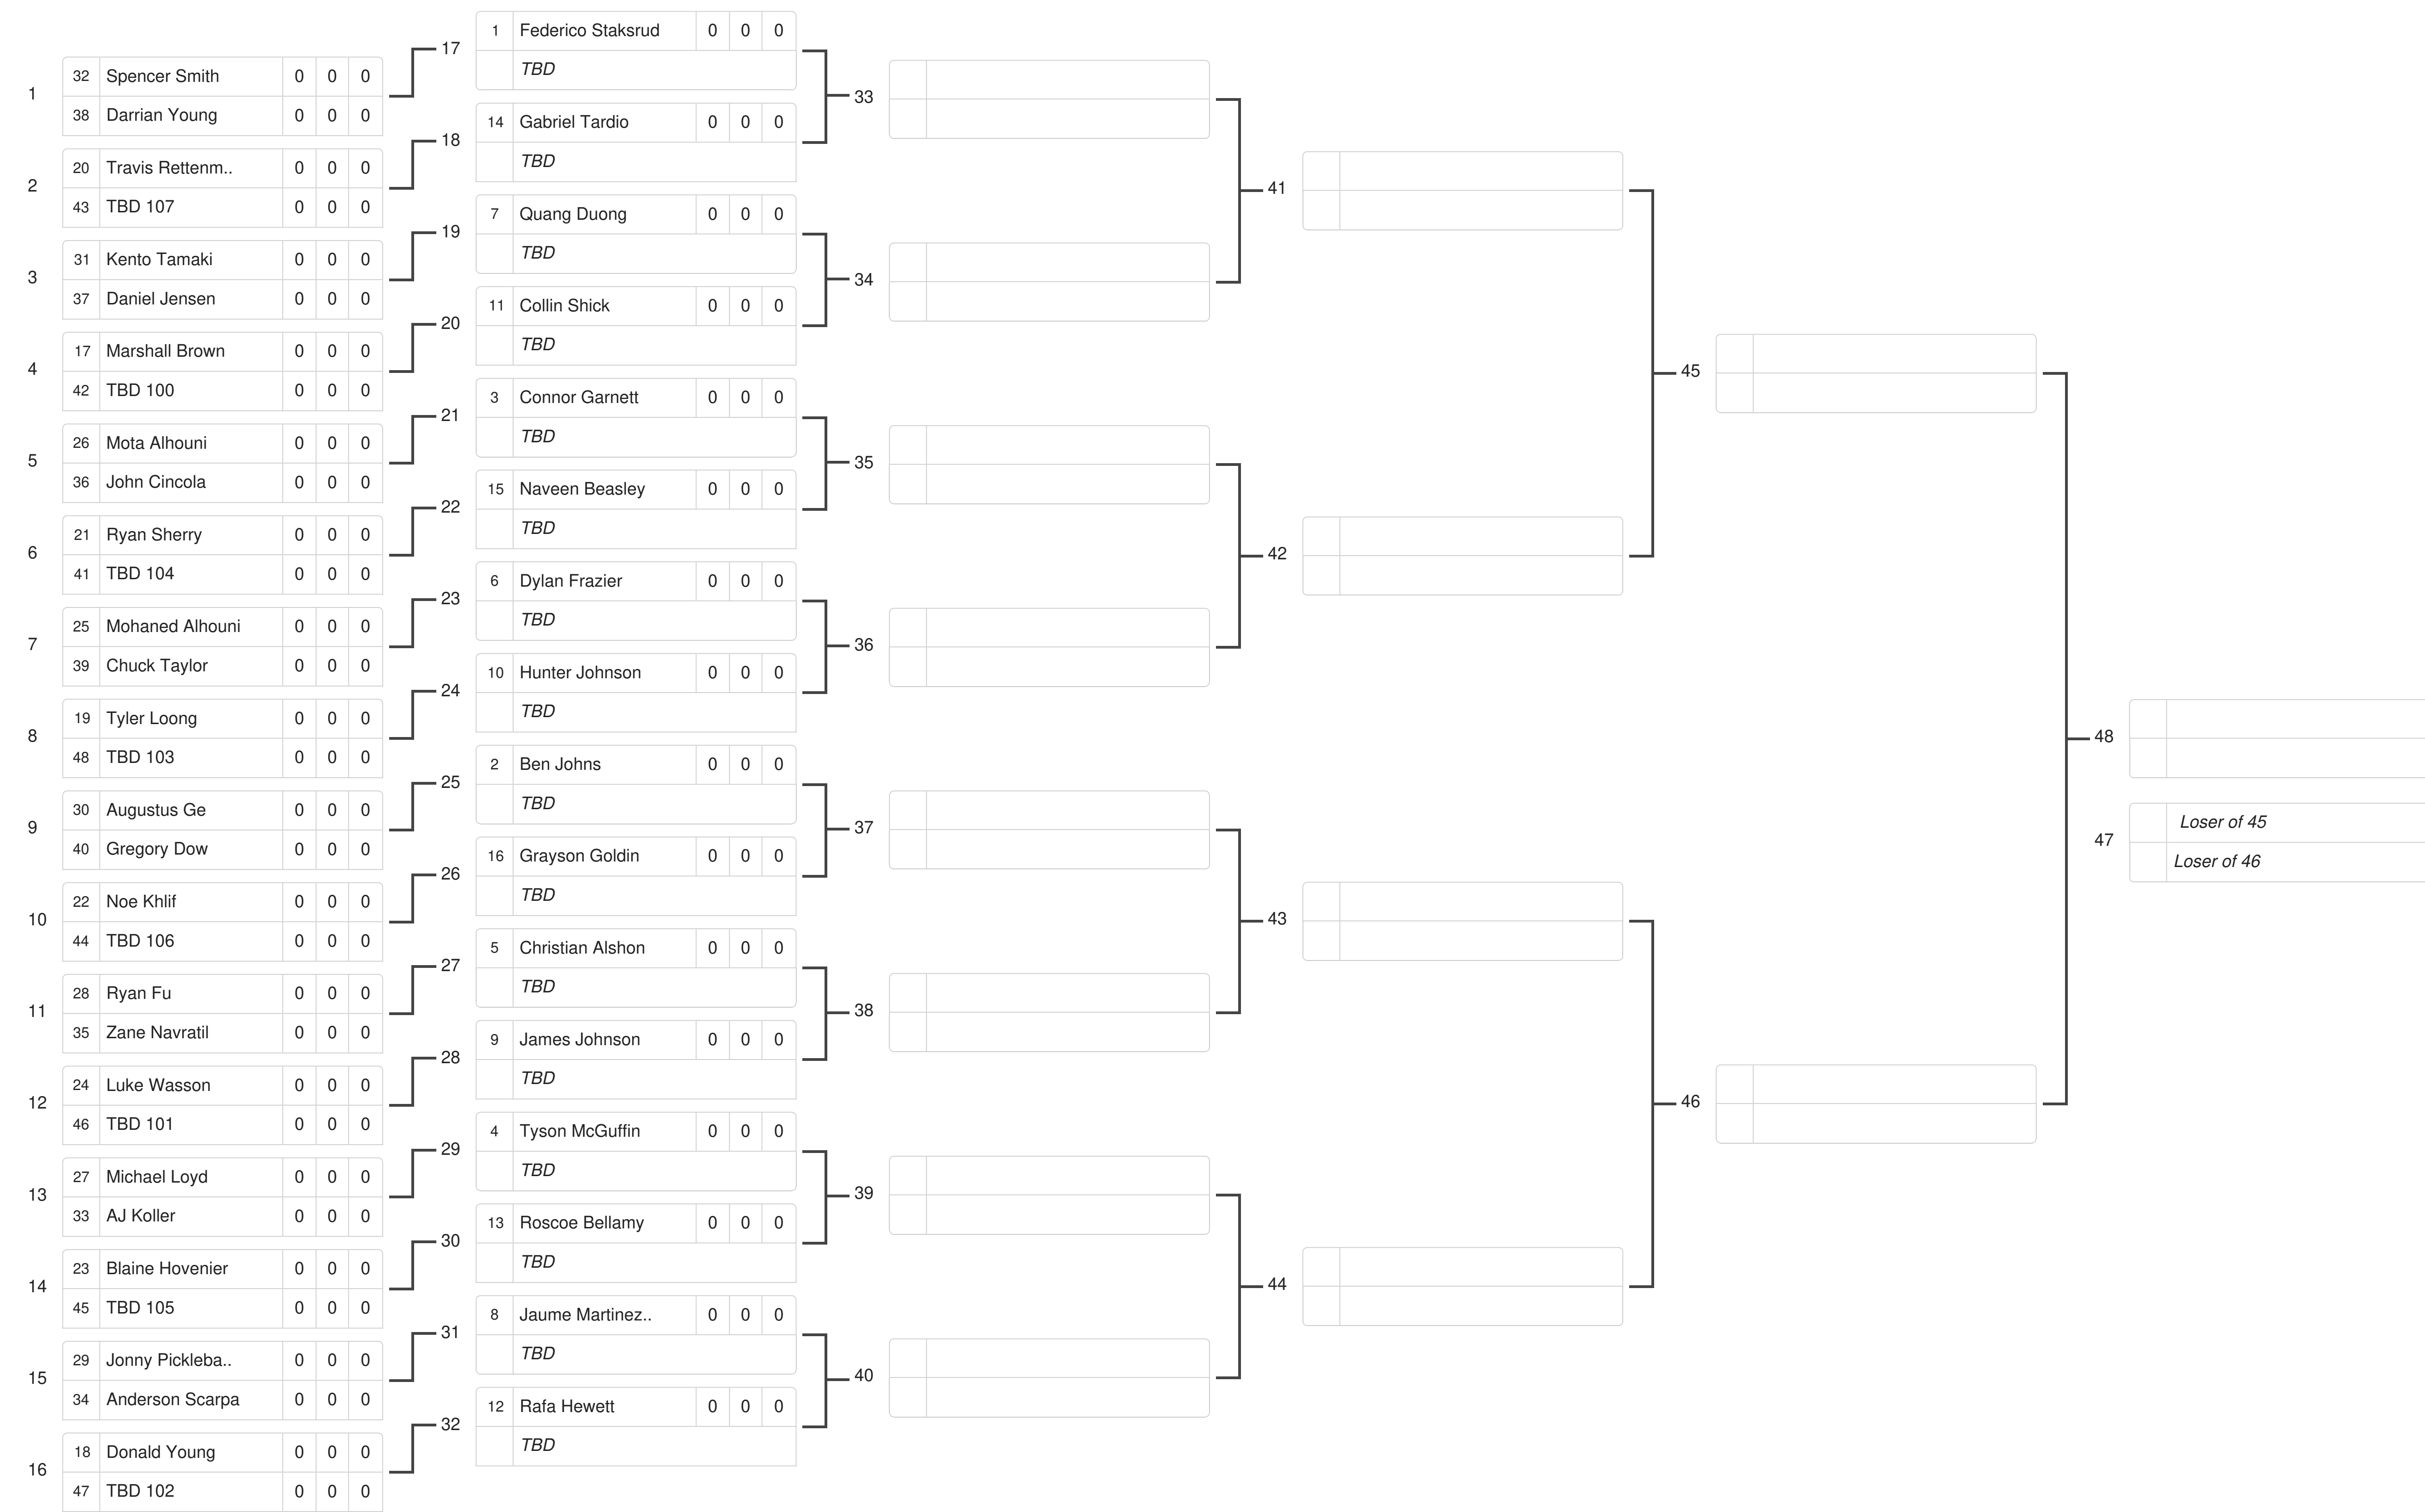 1
32 Spencer Smith 0 0 0
38 Darrian Young 0 0 0
2
20 Travis Rettenm.. 0 0 0
43 TBD 107 0 0 0
3
31 Kento Tamaki 0 0 0
37 Daniel Jensen 0 0 0
4
17 Marshall Brown 0 0 0
42 TBD 100 0 0 0
5
26 Mota Alhouni 0 0 0
36 John Cincola 0 0 0
6
21 Ryan Sherry 0 0 0
41 TBD 104 0 0 0
7
25 Mohaned Alhouni 0 0 0
39 Chuck Taylor 0 0 0
8
19 Tyler Loong 0 0 0
48 TBD 103 0 0 0
9
30 Augustus Ge 0 0 0
40 Gregory Dow 0 0 0
10
22 Noe Khlif 0 0 0
44 TBD 106 0 0 0
11
28 Ryan Fu 0 0 0
35 Zane Navratil 0 0 0
12
24 Luke Wasson 0 0 0
46 TBD 101 0 0 0
13
27 Michael Loyd 0 0 0
33 AJ Koller 0 0 0
14
23 Blaine Hovenier 0 0 0
45 TBD 105 0 0 0
15
29 Jonny Pickleba.. 0 0 0
34 Anderson Scarpa 0 0 0
16
18 Donald Young 0 0 0
47 TBD 102 0 0 0
17
1 Federico Staksrud 0 0 0
TBD
18
14 Gabriel Tardio 0 0 0
TBD
19
7 Quang Duong 0 0 0
TBD
20
11 Collin Shick 0 0 0
TBD
21
3 Connor Garnett 0 0 0
TBD
22
15 Naveen Beasley 0 0 0
TBD
23
6 Dylan Frazier 0 0 0
TBD
24
10 Hunter Johnson 0 0 0
TBD
25
2 Ben Johns 0 0 0
TBD
26
16 Grayson Goldin 0 0 0
TBD
27
5 Christian Alshon 0 0 0
TBD
28
9 James Johnson 0 0 0
TBD
29
4 Tyson McGuffin 0 0 0
TBD
30
13 Roscoe Bellamy 0 0 0
TBD
31
8 Jaume Martinez.. 0 0 0
TBD
32
12 Rafa Hewett 0 0 0
TBD
33
34
35
36
37
38
39
40
41
42
43
44
45
46
48
47
Loser of 45
Loser of 46